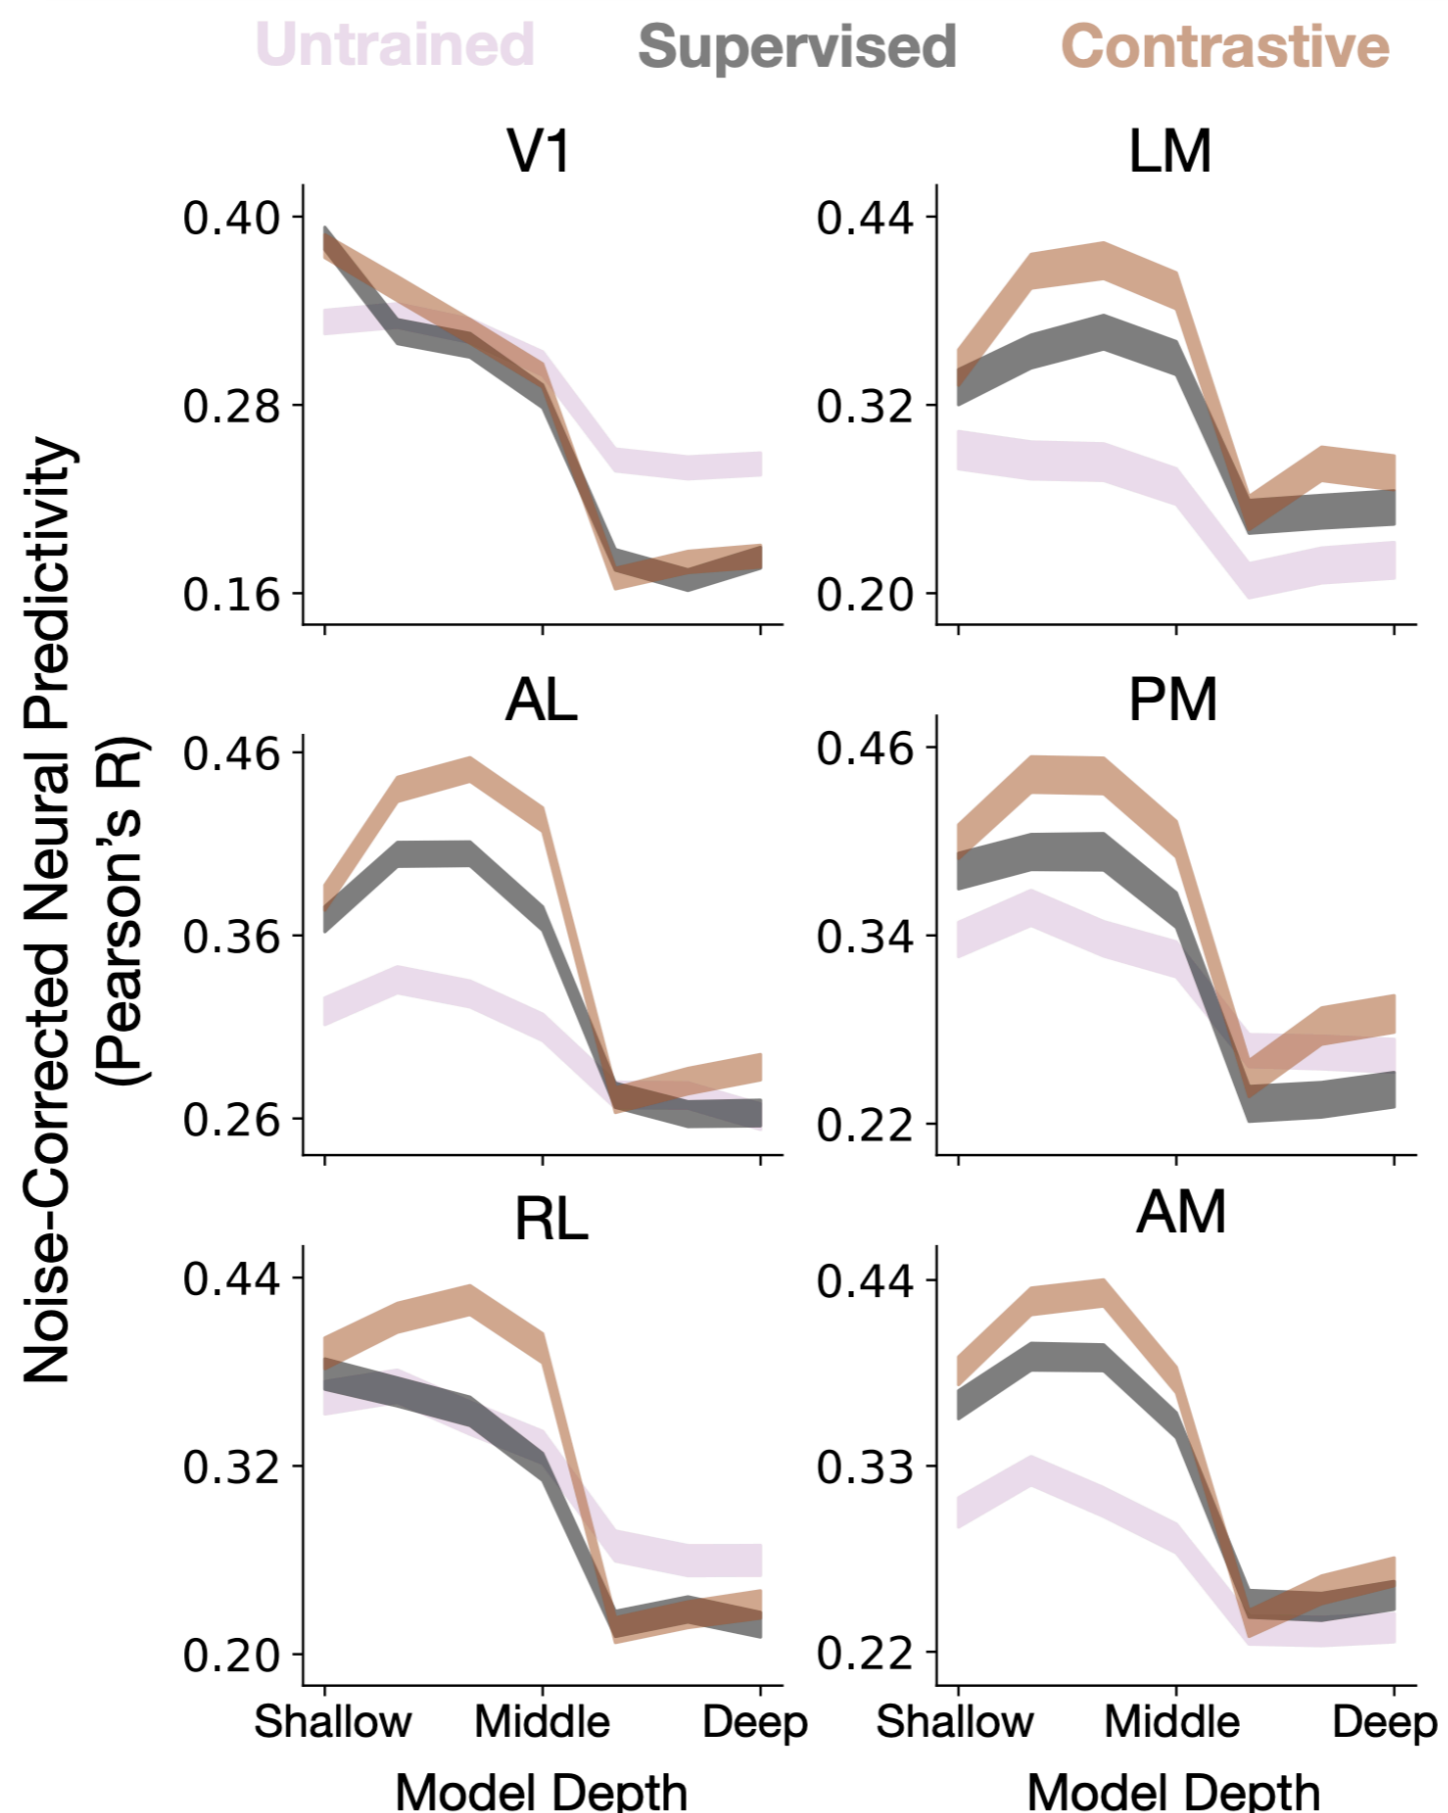 Untrained Supervised Contrastive
Noise-Corrected Neural Predictivity
(Pearson's R)
V1
0.40
0.28
0.16
LM
0.44
0.32
0.20
AL
0.46
0.36
0.26
PM
0.46
0.34
0.22
RL
0.44
0.32
0.20
Shallow Middle Deep
Model Depth
AM
0.44
0.33
0.22
Shallow Middle Deep
Model Depth